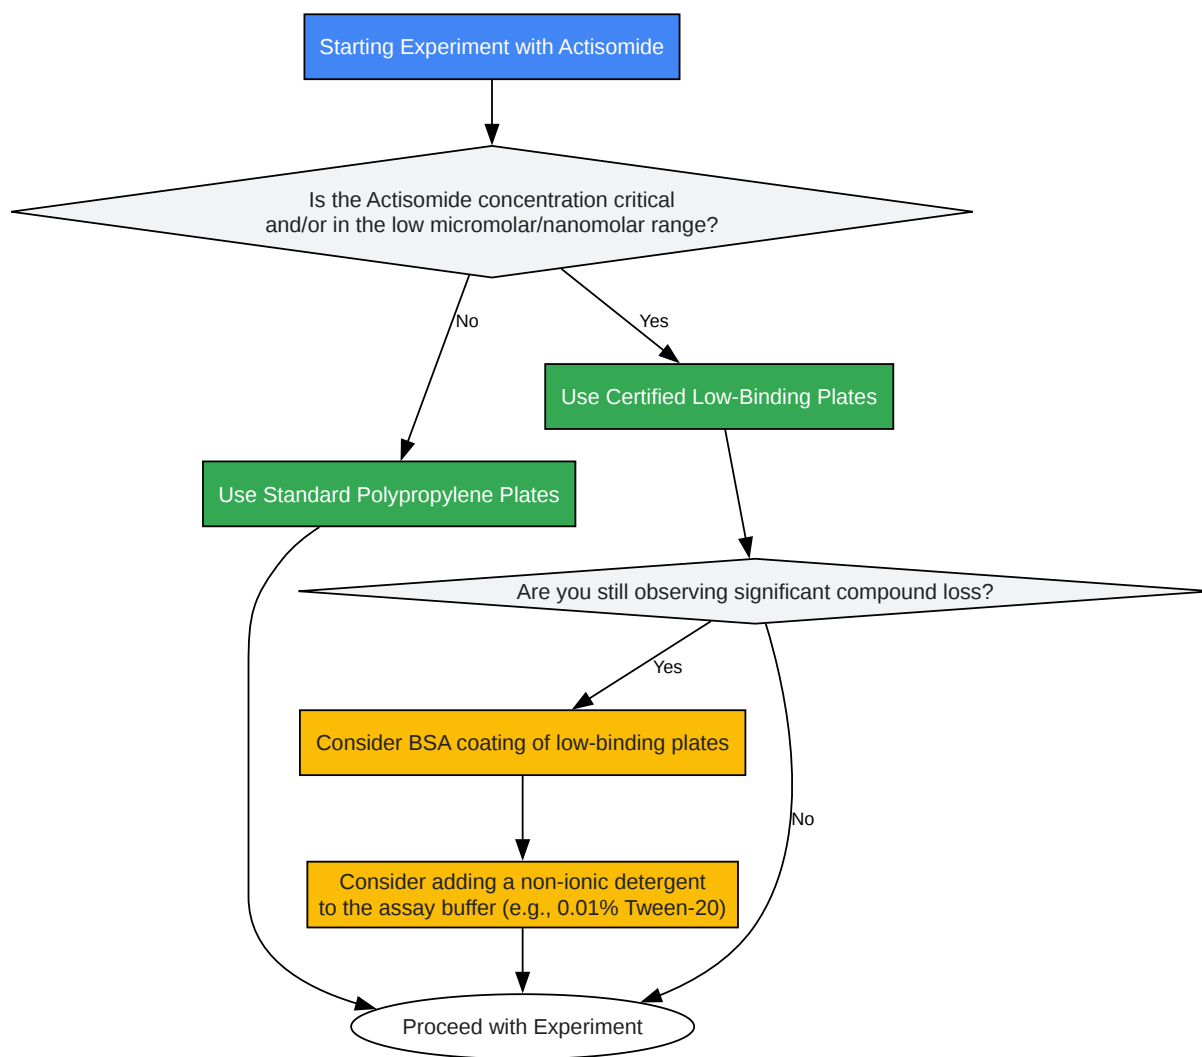 Starting Experiment with Actisomide
Is the Actisomide concentration critical
and/or in the low micromolar/nanomolar range?
No
Yes
Use Certified Low-Binding Plates
Use Standard Polypropylene Plates
Are you still observing significant compound loss?
Yes
Consider BSA coating of low-binding plates
No
Consider adding a non-ionic detergent
to the assay buffer (e.g., 0.01% Tween-20)
Proceed with Experiment